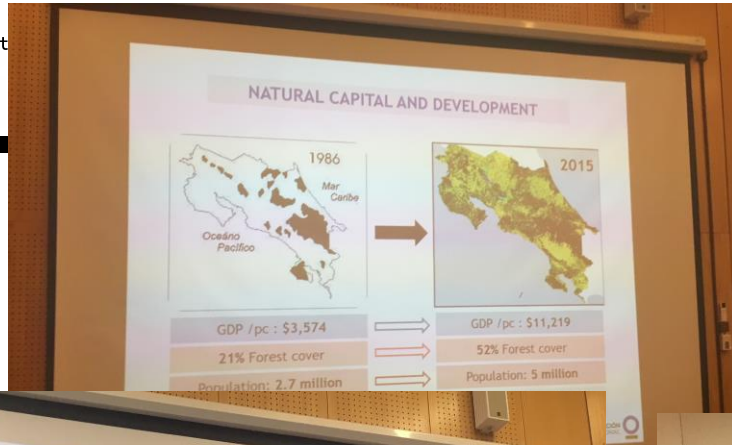 t
NATURAL CAPITAL AND DEVELOPMENT
1986
Mar
Caribe
Oceáno
Pacífico
2015
GDP /pc : $3,574
GDP /pc : $11,219
21% Forest cover
52% Forest cover
Population: 2.7 million
Population: 5 million